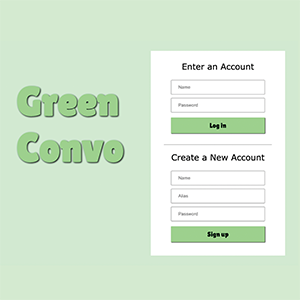 Green
Convo
Enter an Account
Name
Password
Log in
Create a New Account
Name
Alias
Password
Sign up